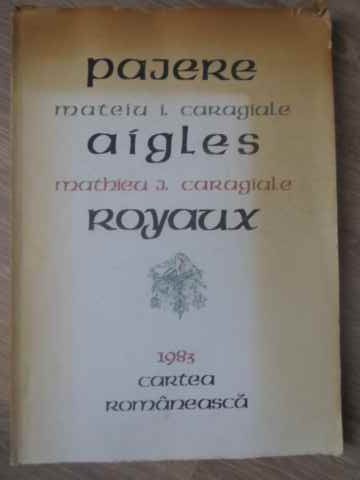 pajere
mateiu i. caragiale
aigles
mathieu j. caragiale
royaux
1983
cartea
românească